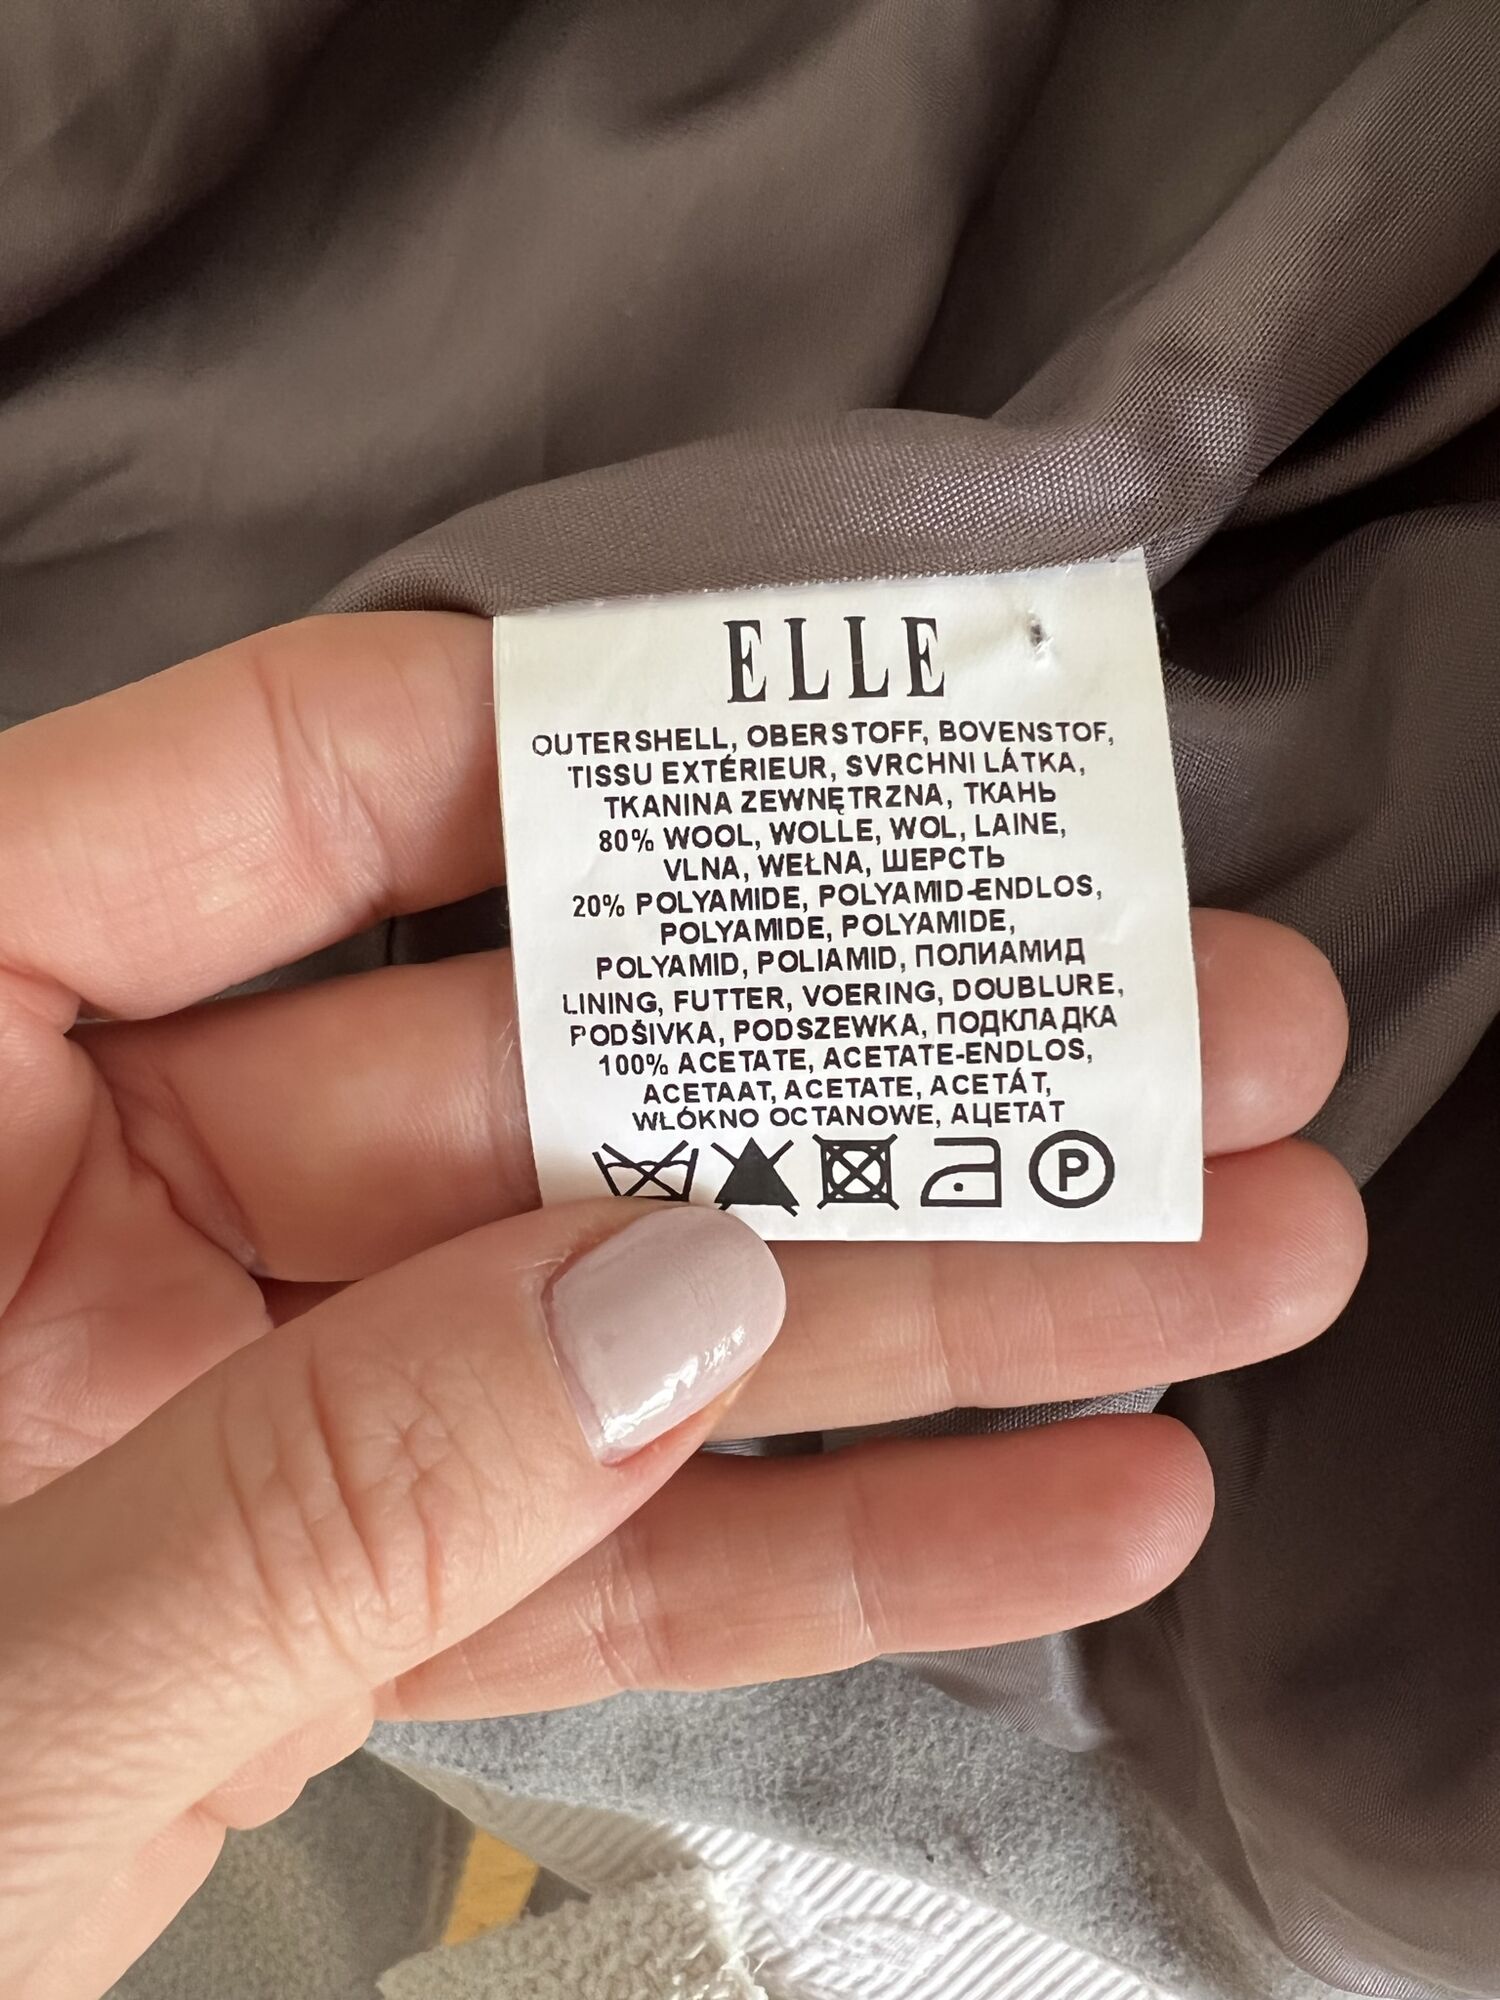 ELLE
OUTERSHELL, OBERSTOFF, BOVENSTOF,
TISSU EXTÉRIEUR, SVRCHNI LÁTKA,
TKANINA ZEWNĘTRZNA, ТКАНЬ
80% WOOL, WOLLE, WOL, LAINE,
VLNA, WEŁNA, ШЕРСТЬ
20% POLYAMIDE, POLYAMID-ENDLOS,
POLYAMIDE, POLYAMIDE,
POLYAMID, POLIAMID, ПОЛИАМИД
LINING, FUTTER, VOERING, DOUBLURE,
PODŠIVKA, PODSZEWKA, ПОДКЛАДКА
100% ACETATE, ACETATE-ENDLOS,
ACETAAT, ACETATE, ACETÁT,
WŁÓKNO OCTANOWE, АЦЕТАТ
P